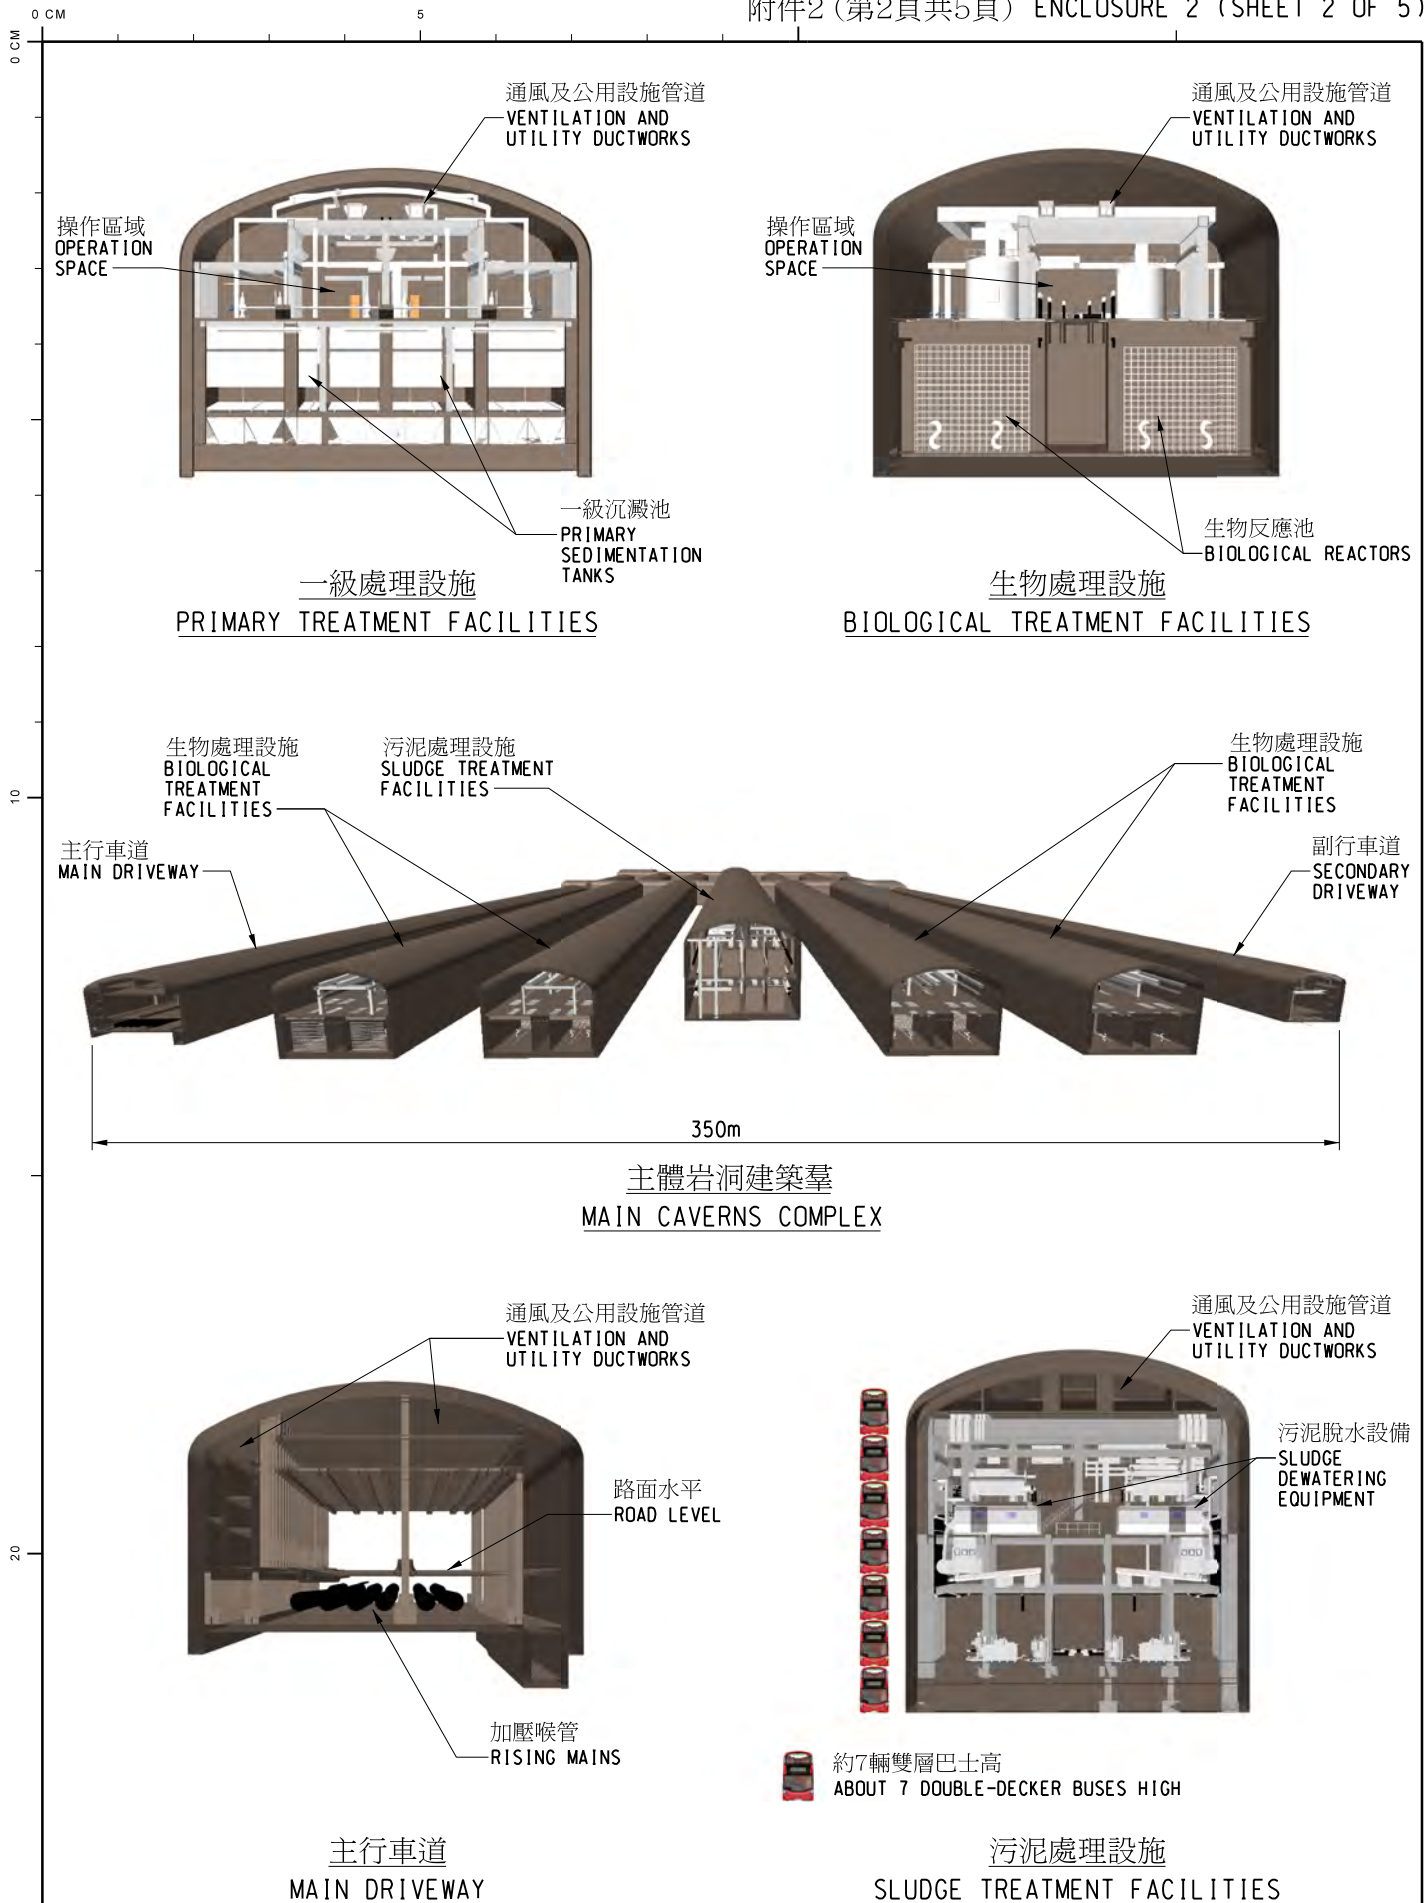 0 CM
5
附件2 (第2頁共5頁) ENCLOSURE 2 (SHEET 2 OF 5)
0 CM
通風及公用設施管道
VENTILATION AND
UTILITY DUCTWORKS
操作區域
OPERATION
SPACE
一級沉澱池
PRIMARY
SEDIMENTATION
TANKS
一級處理設施
PRIMARY TREATMENT FACILITIES
通風及公用設施管道
VENTILATION AND
UTILITY DUCTWORKS
操作區域
OPERATION
SPACE
生物反應池
BIOLOGICAL REACTORS
生物處理設施
BIOLOGICAL TREATMENT FACILITIES
10
生物處理設施
BIOLOGICAL
TREATMENT
FACILITIES
污泥處理設施
SLUDGE TREATMENT
FACILITIES
生物處理設施
BIOLOGICAL
TREATMENT
FACILITIES
主行車道
MAIN DRIVEWAY
副行車道
SECONDARY
DRIVEWAY
350m
主體岩洞建築羣
MAIN CAVERNS COMPLEX
20
通風及公用設施管道
VENTILATION AND
UTILITY DUCTWORKS
路面水平
ROAD LEVEL
加壓喉管
RISING MAINS
主行車道
MAIN DRIVEWAY
通風及公用設施管道
VENTILATION AND
UTILITY DUCTWORKS
污泥脫水設備
SLUDGE
DEWATERING
EQUIPMENT
約7輛雙層巴士高
ABOUT 7 DOUBLE-DECKER BUSES HIGH
污泥處理設施
SLUDGE TREATMENT FACILITIES